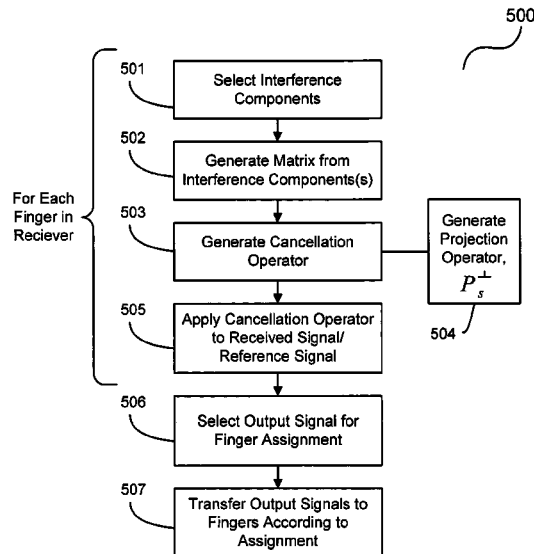 500
501
Select Interference
Components
502
Generate Matrix from
Interference Components(s)
For Each
Finger in
Reciever
503
Generate Cancellation
Operator
Generate
Projection
Operator,
P_s^⊥
504
505
Apply Cancellation Operator
to Received Signal/
Reference Signal
506
Select Output Signal for
Finger Assignment
507
Transfer Output Signals to
Fingers According to
Assignment